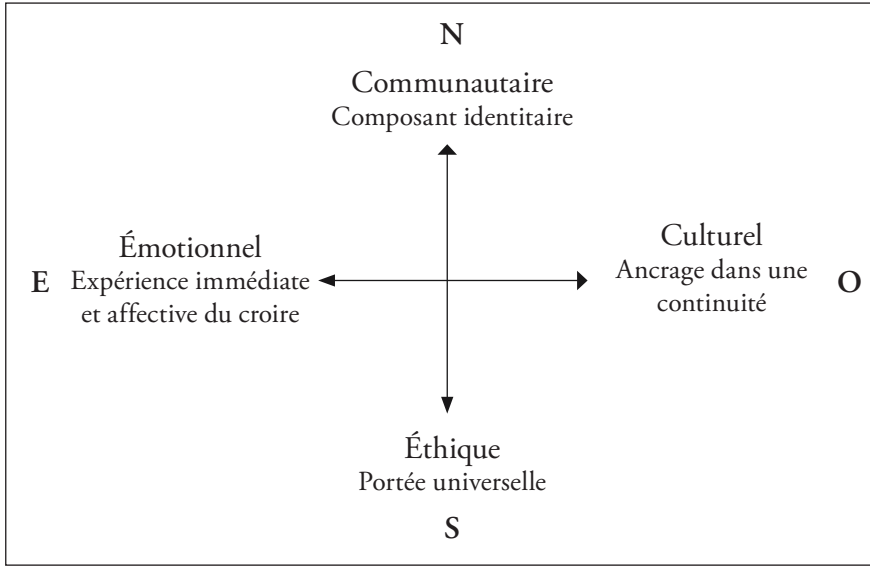 N
Communautaire
Composant identitaire
Émotionnel
E Expérience immédiate
et affective du croire
Culturel
Ancrage dans une
continuité
O
Éthique
Portée universelle
S